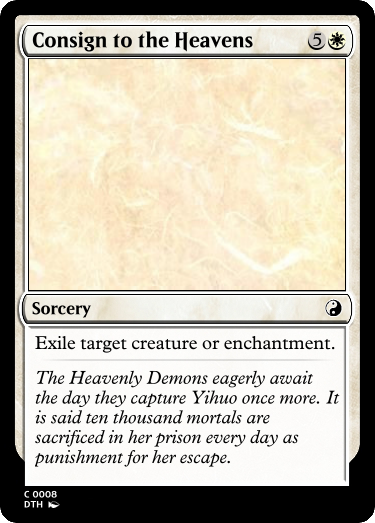 Consign to the Heavens 5
Sorcery
Exile target creature or enchantment.
The Heavenly Demons eagerly await
the day they capture Yihuo once more. It
is said ten thousand mortals are
sacrificed in her prison every day as
punishment for her escape.
C 0008
DTH